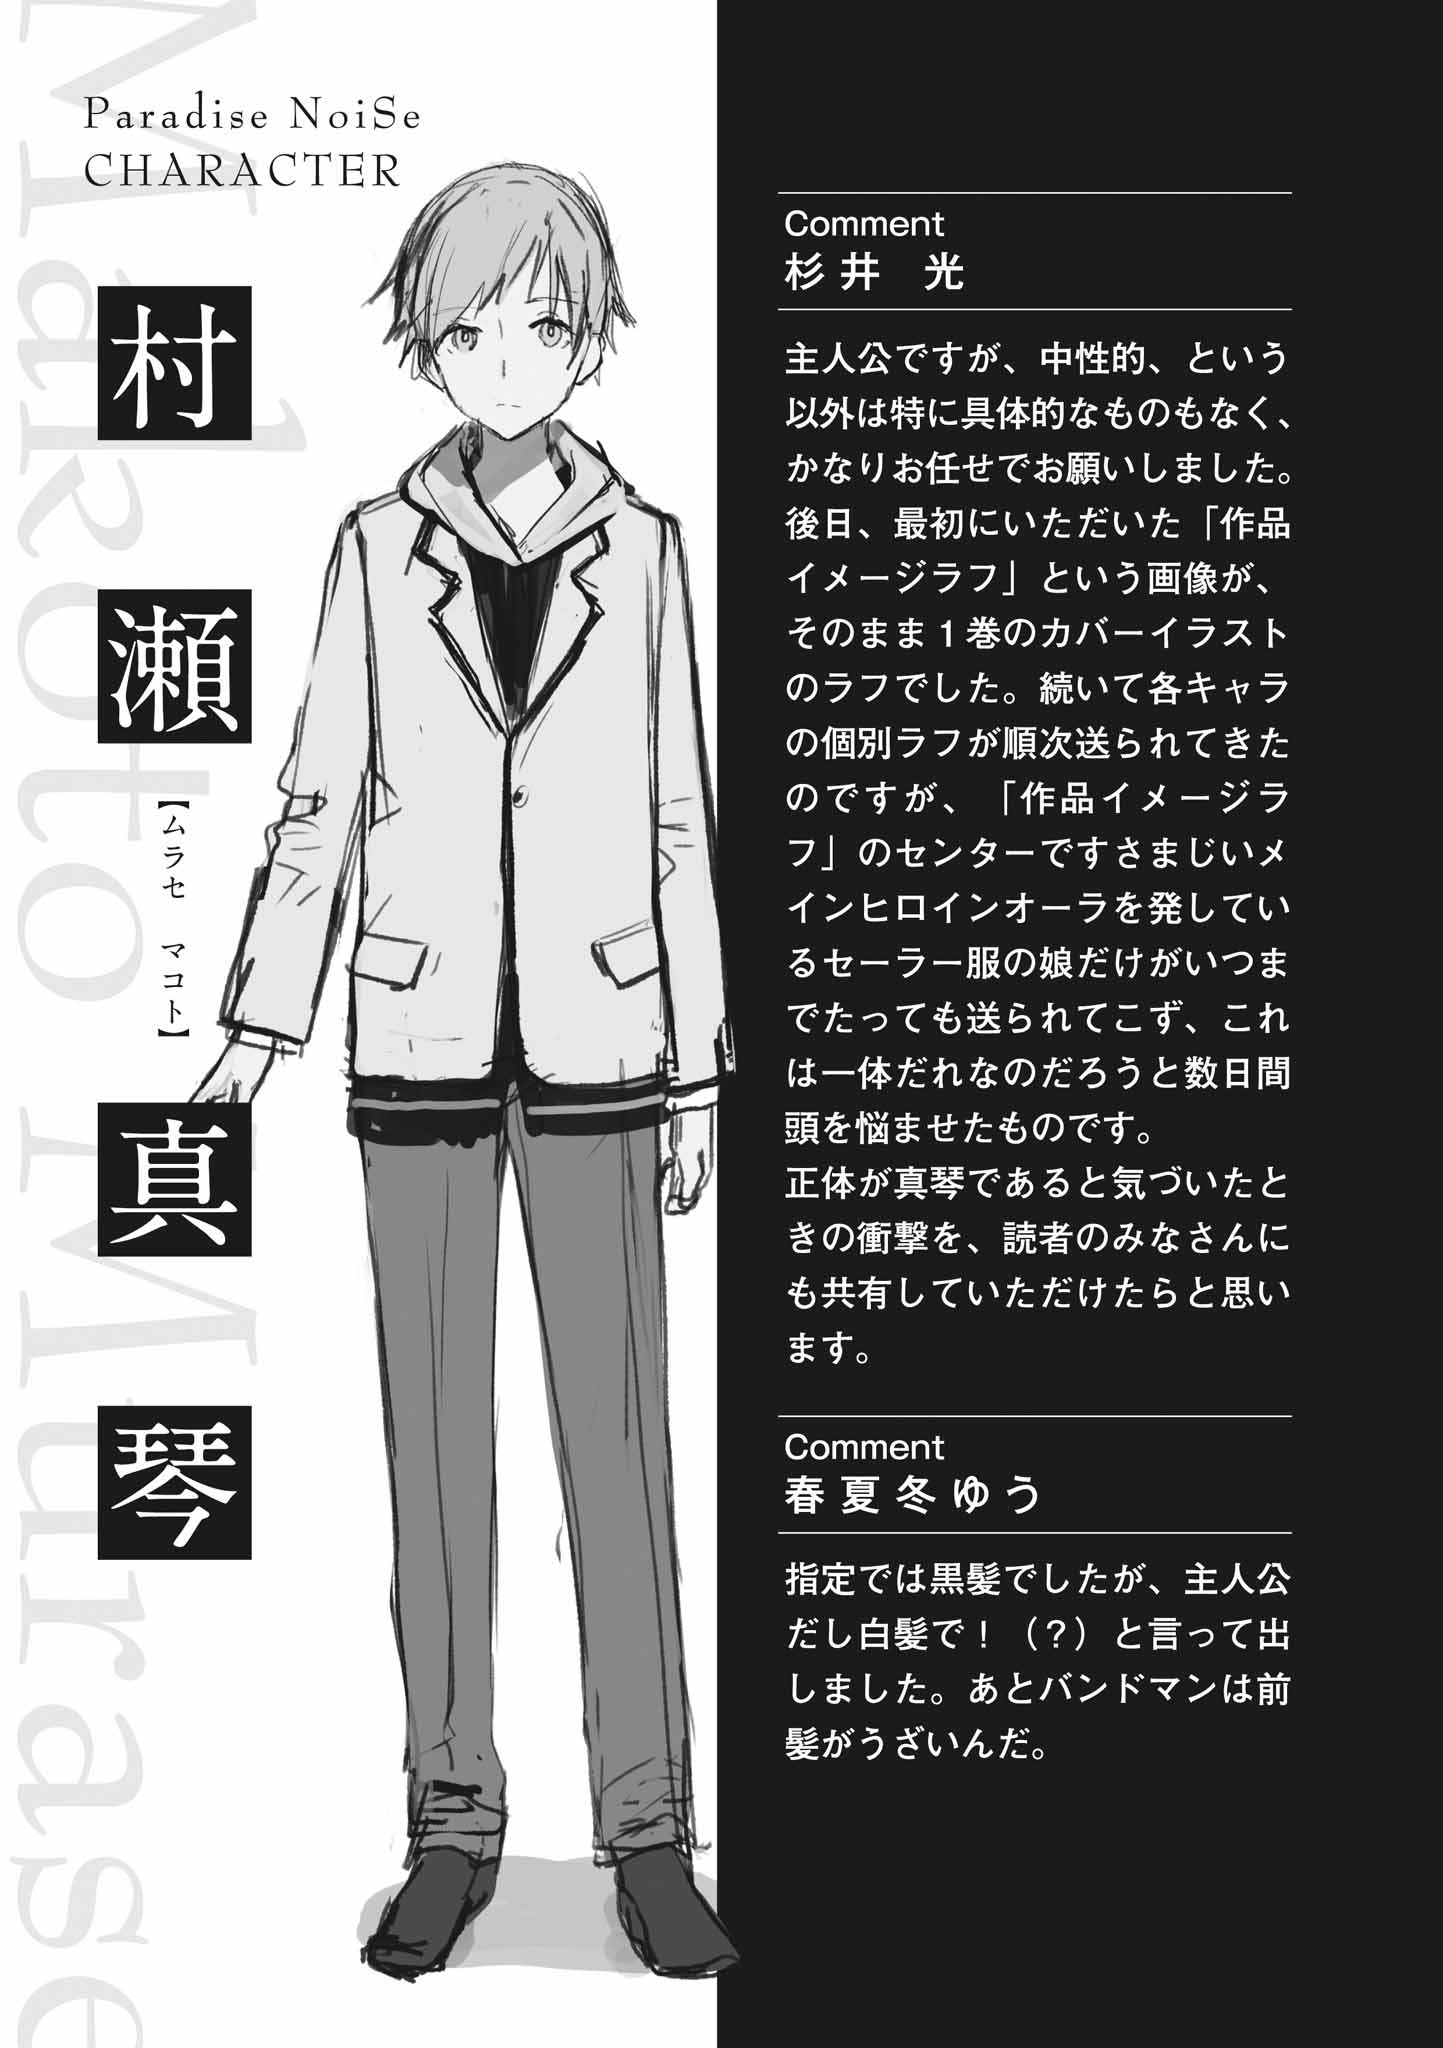 Paradise NoiSe
CHARACTER
Makoto Murase
村瀬真琴
【ムラセ　マコト】
Comment
杉井　光
主人公ですが、中性的、という
以外は特に具体的なものもなく、
かなりお任せでお願いしました。
後日、最初にいただいた「作品
イメージラフ」という画像が、
そのまま１巻のカバーイラスト
のラフでした。続いて各キャラ
の個別ラフが順次送られてきた
のですが、「作品イメージラ
フ」のセンターですさまじいメ
インヒロインオーラを発してい
るセーラー服の娘だけがいつま
でたっても送られてこず、これ
は一体だれなのだろうと数日間
頭を悩ませたものです。
正体が真琴であると気づいたと
きの衝撃を、読者のみなさんに
も共有していただけたらと思い
ます。
Comment
春夏冬ゆう
指定では黒髪でしたが、主人公
だし白髪で！（？）と言って出
しました。あとバンドマンは前
髪がうざいんだ。